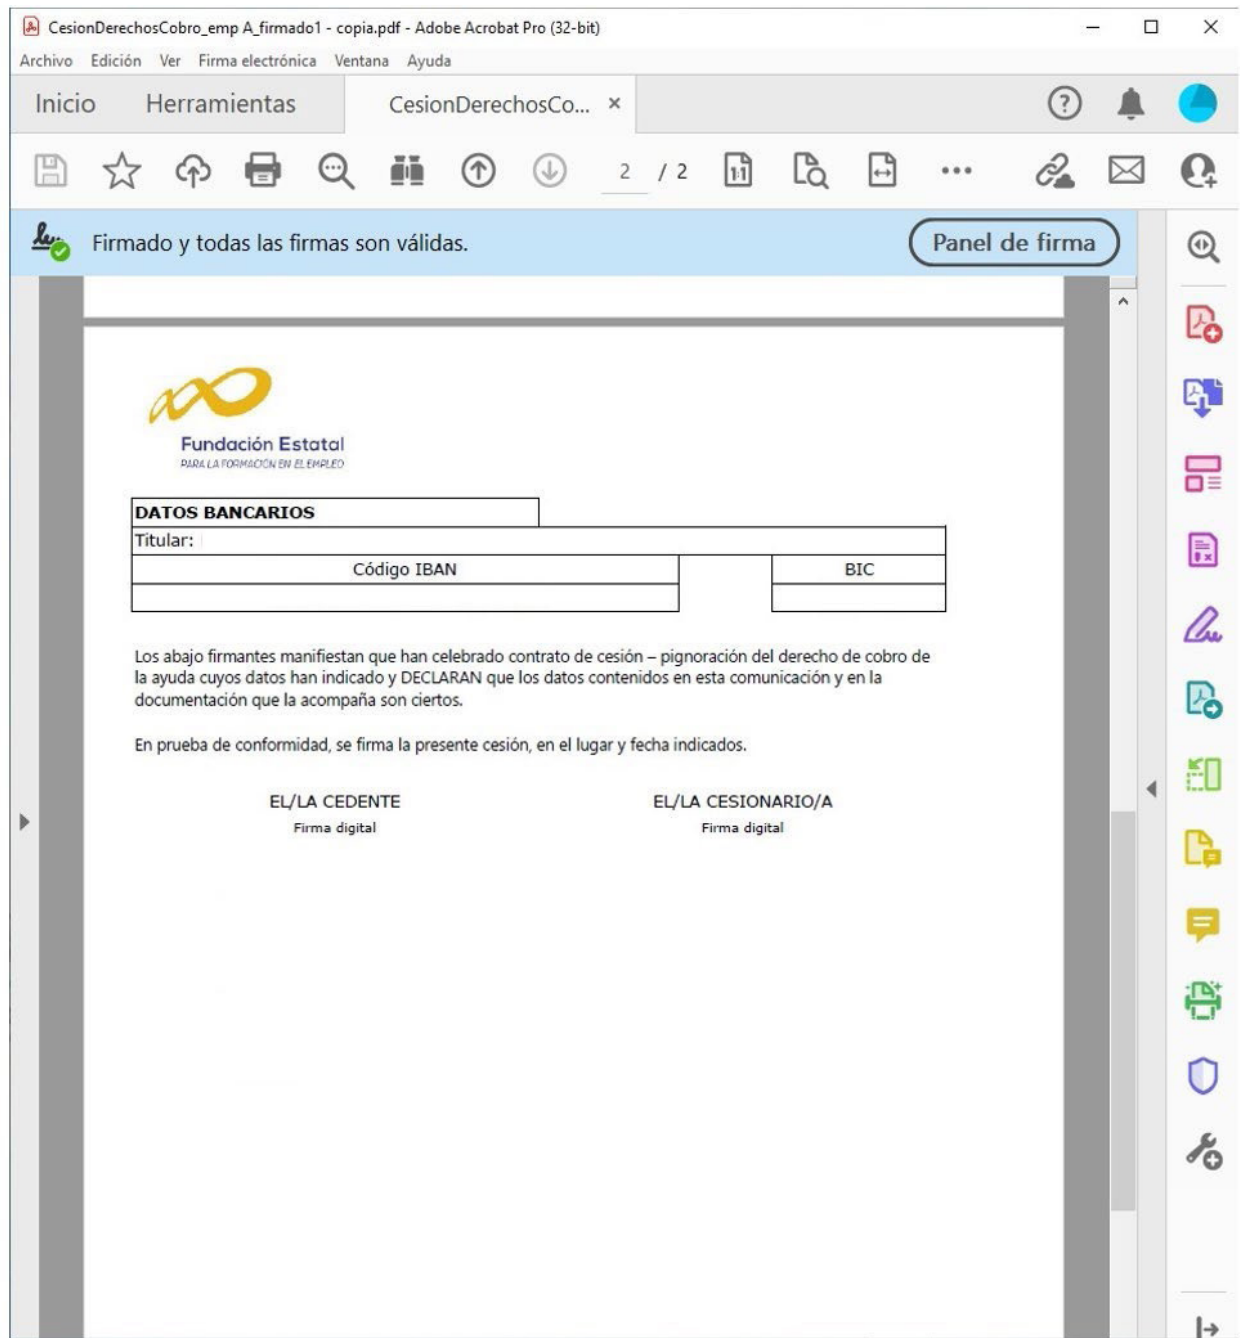 CesionDerechosCobro_emp A_firmado1 - copia.pdf - Adobe Acrobat Pro (32-bit)
Archivo Edición Ver Firma electrónica Ventana Ayuda
Inicio Herramientas CesionDerechosCo... ×
2 / 2
Firmado y todas las firmas son válidas. Panel de firma
Fundación Estatal
PARA LA FORMACIÓN EN EL EMPLEO
DATOS BANCARIOS
Titular:
Código IBAN BIC
Los abajo firmantes manifiestan que han celebrado contrato de cesión – pignoración del derecho de cobro de
la ayuda cuyos datos han indicado y DECLARAN que los datos contenidos en esta comunicación y en la
documentación que la acompaña son ciertos.
En prueba de conformidad, se firma la presente cesión, en el lugar y fecha indicados.
EL/LA CEDENTE EL/LA CESIONARIO/A
Firma digital Firma digital